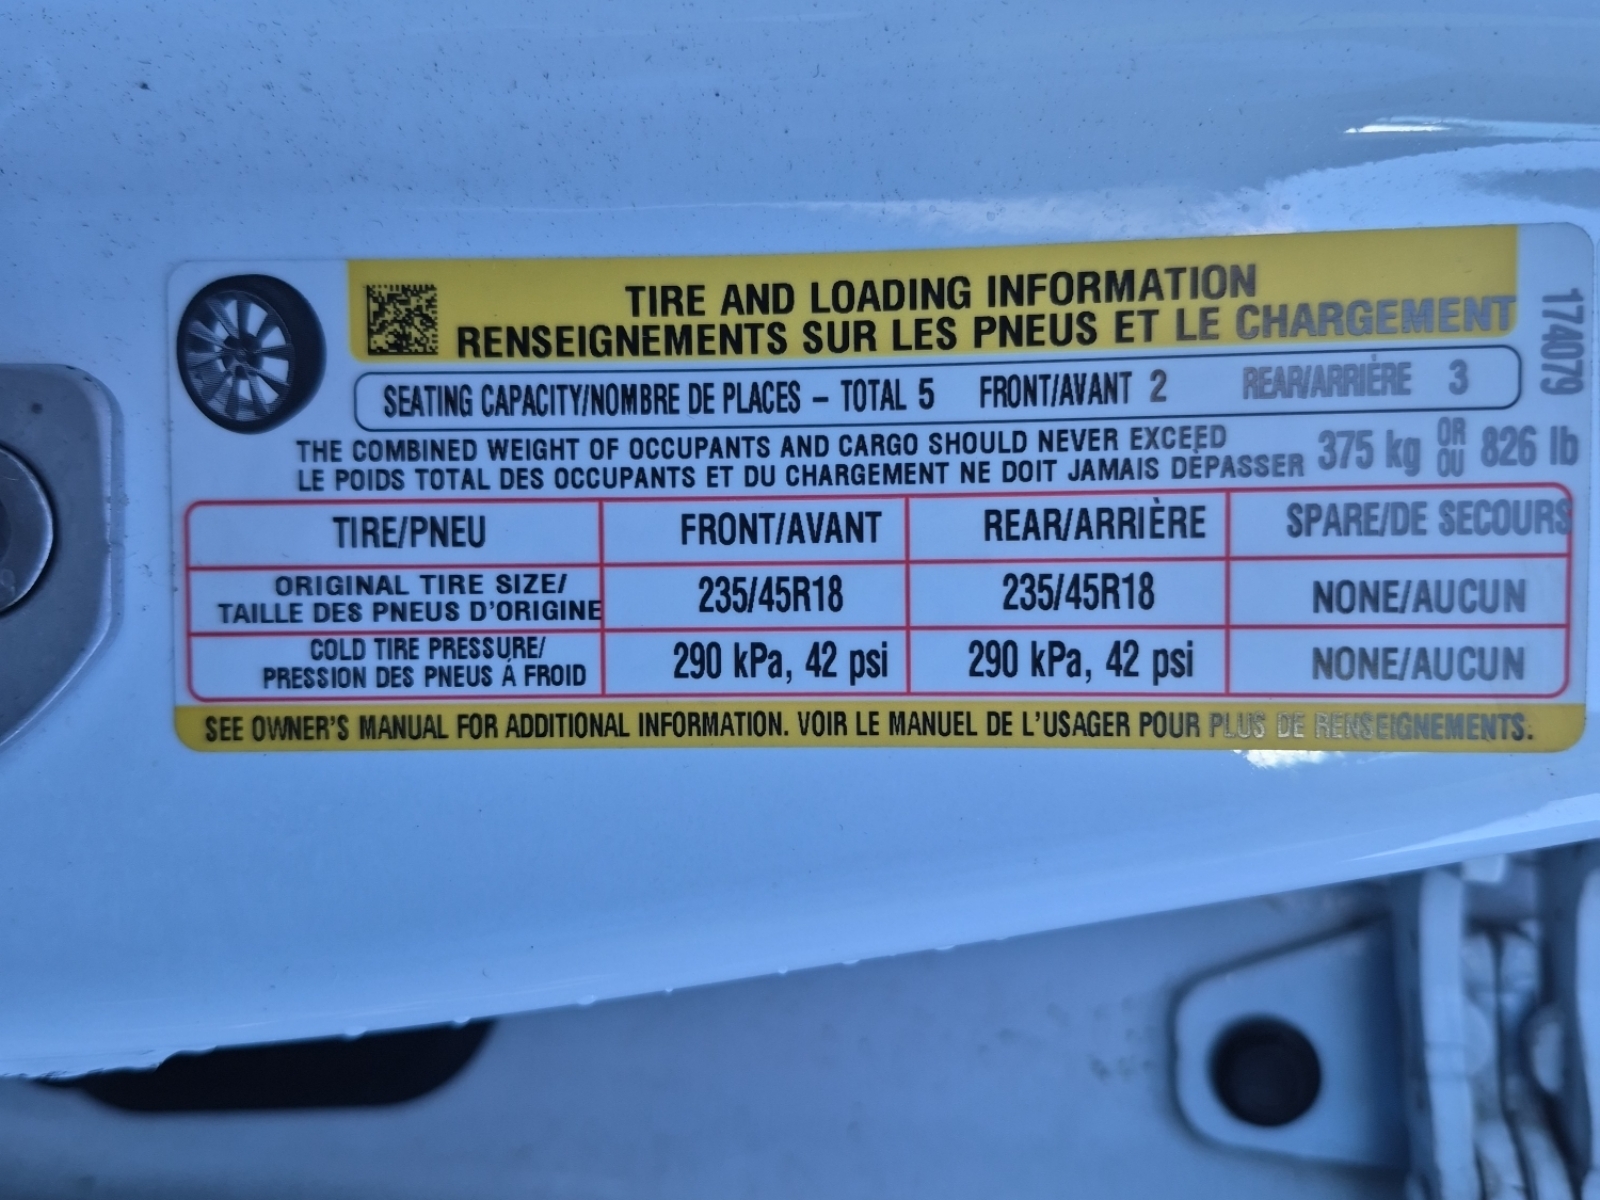 TIRE AND LOADING INFORMATION
RENSEIGNEMENTS SUR LES PNEUS ET LE CHARGEMENT
174079
SEATING CAPACITY/NOMBRE DE PLACES – TOTAL 5 FRONT/AVANT 2 REAR/ARRIÈRE 3
THE COMBINED WEIGHT OF OCCUPANTS AND CARGO SHOULD NEVER EXCEED
LE POIDS TOTAL DES OCCUPANTS ET DU CHARGEMENT NE DOIT JAMAIS DÉPASSER
375 kg OR OU 826 lb
TIRE/PNEU FRONT/AVANT REAR/ARRIÈRE SPARE/DE SECOURS
ORIGINAL TIRE SIZE/
TAILLE DES PNEUS D'ORIGINE
235/45R18 235/45R18 NONE/AUCUN
COLD TIRE PRESSURE/
PRESSION DES PNEUS Á FROID
290 kPa, 42 psi 290 kPa, 42 psi NONE/AUCUN
SEE OWNER'S MANUAL FOR ADDITIONAL INFORMATION. VOIR LE MANUEL DE L'USAGER POUR PLUS DE RENSEIGNEMENTS.